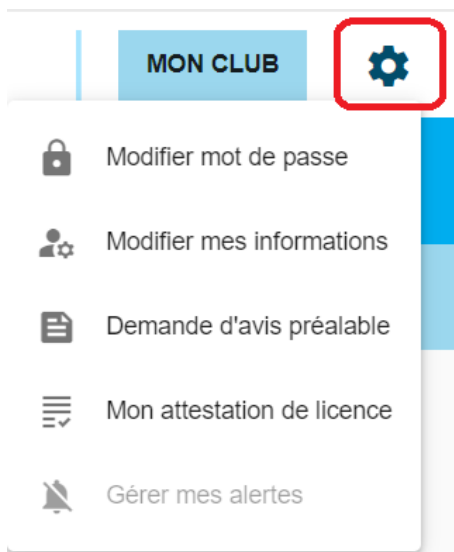 MON CLUB
Modifier mot de passe
Modifier mes informations
Demande d'avis préalable
Mon attestation de licence
Gérer mes alertes